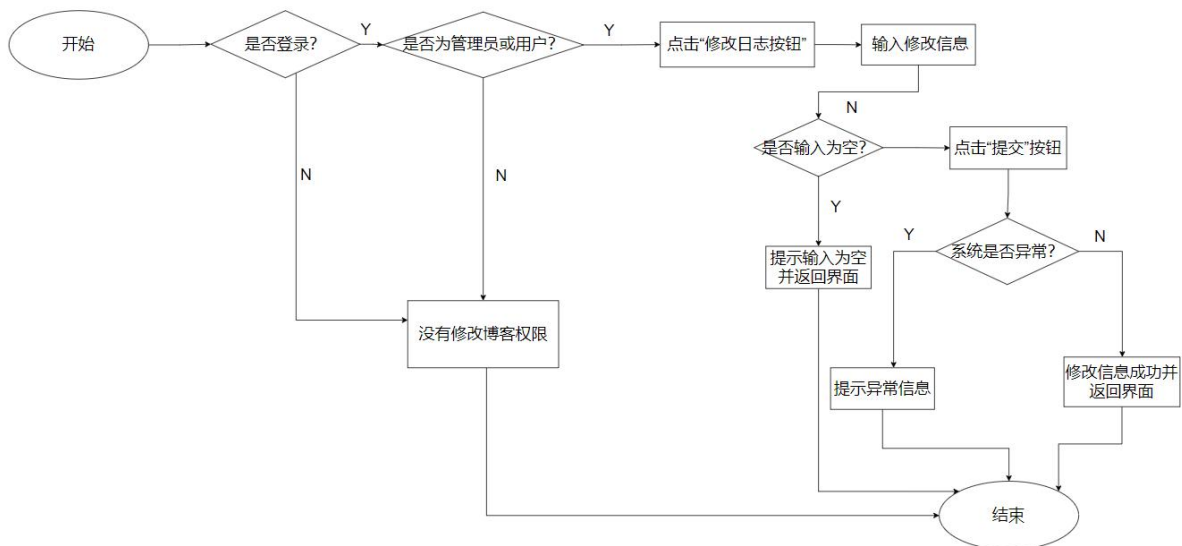 开始
是否登录?
Y
是否为管理员或用户?
Y
点击“修改日志按钮”
输入修改信息
N
是否输入为空?
点击“提交”按钮
N
N
Y
Y
系统是否异常?
N
提示输入为空
并返回界面
没有修改博客权限
提示异常信息
修改信息成功并
返回界面
结束